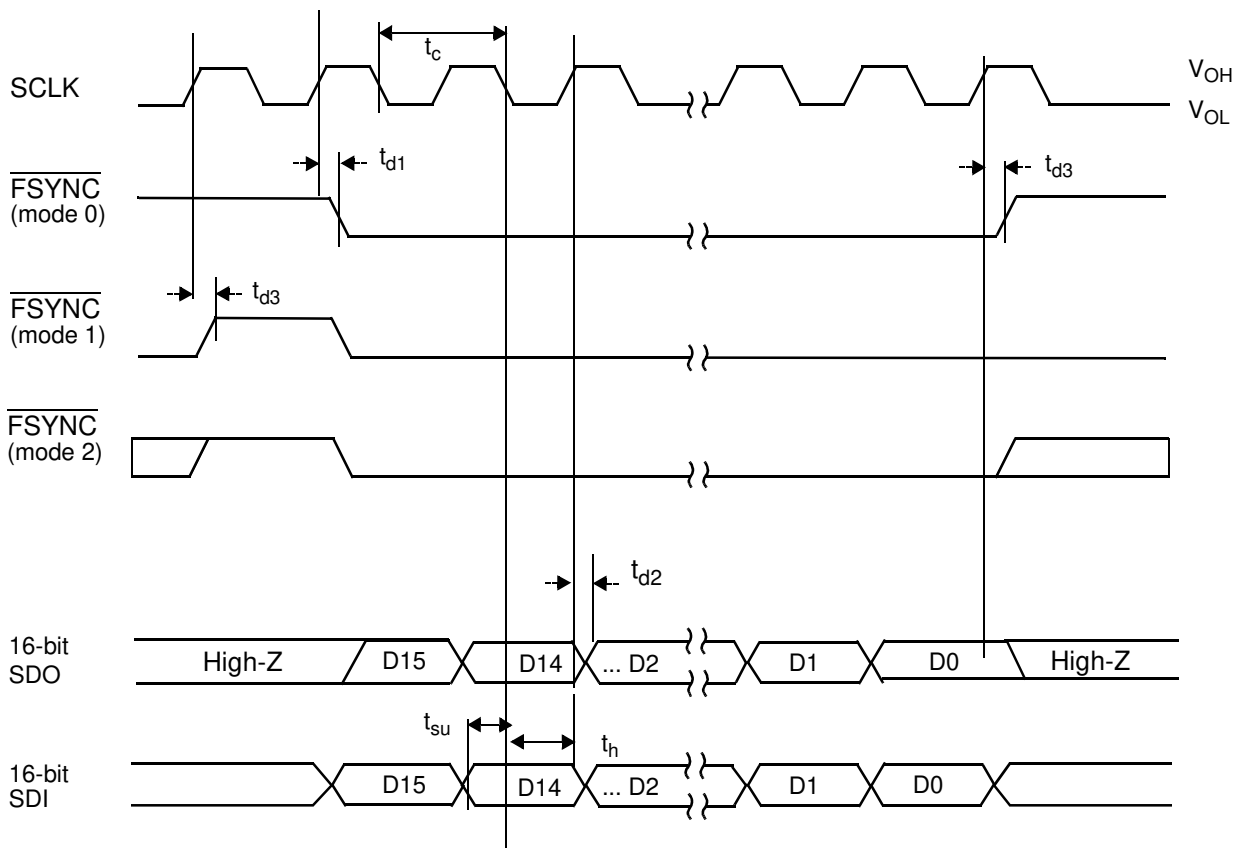 t_c
SCLK
V_OH
V_OL
t_d1
t_d3
FSYNC
(mode 0)
t_d3
FSYNC
(mode 1)
FSYNC
(mode 2)
t_d2
16-bit
SDO
High-Z D15 D14 ... D2 D1 D0 High-Z
t_su
t_h
16-bit
SDI
D15 D14 ... D2 D1 D0